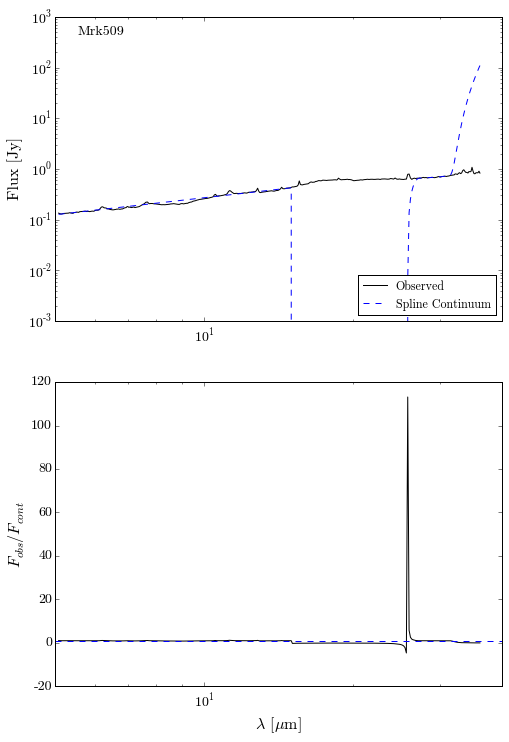 Mrk509
10^3
10^2
10^1
10^0
10^-1
10^-2
10^-3
Flux [Jy]
Observed
Spline Continuum
10^1
120
100
80
60
40
20
0
-20
F_obs/F_cont
10^1
λ [μm]